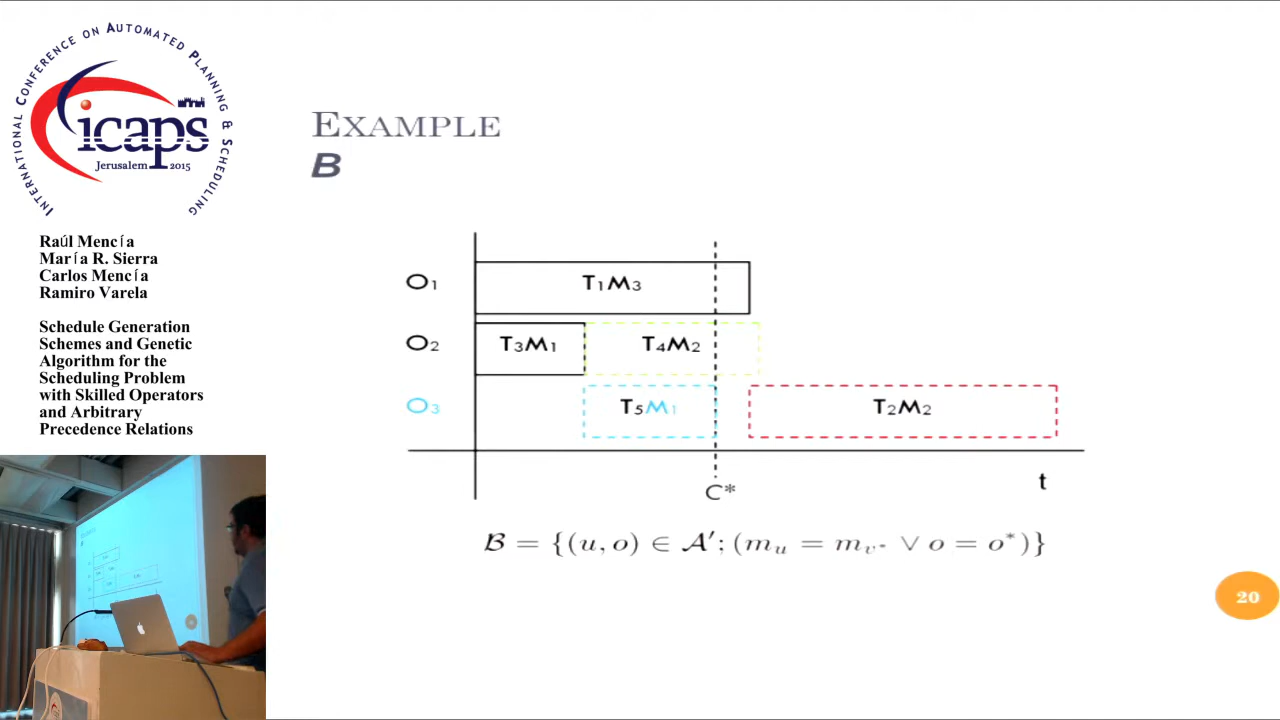 INTERNATIONAL CONFERENCE ON AUTOMATED PLANNING & SCHEDULING
icaps
Jerusalem 2015
Raúl Mencía
María R. Sierra
Carlos Mencía
Ramiro Varela
Schedule Generation
Schemes and Genetic
Algorithm for the
Scheduling Problem
with Skilled Operators
and Arbitrary
Precedence Relations
EXAMPLE
B
O₁ T₁M₃
O₂ T₃M₁ T₄M₂
O₃ T₅M₁ T₂M₂
t
C*
ℬ = {(u, o) ∈ 𝒜′; (mᵤ = mᵥ* ∨ o = o*)}
20